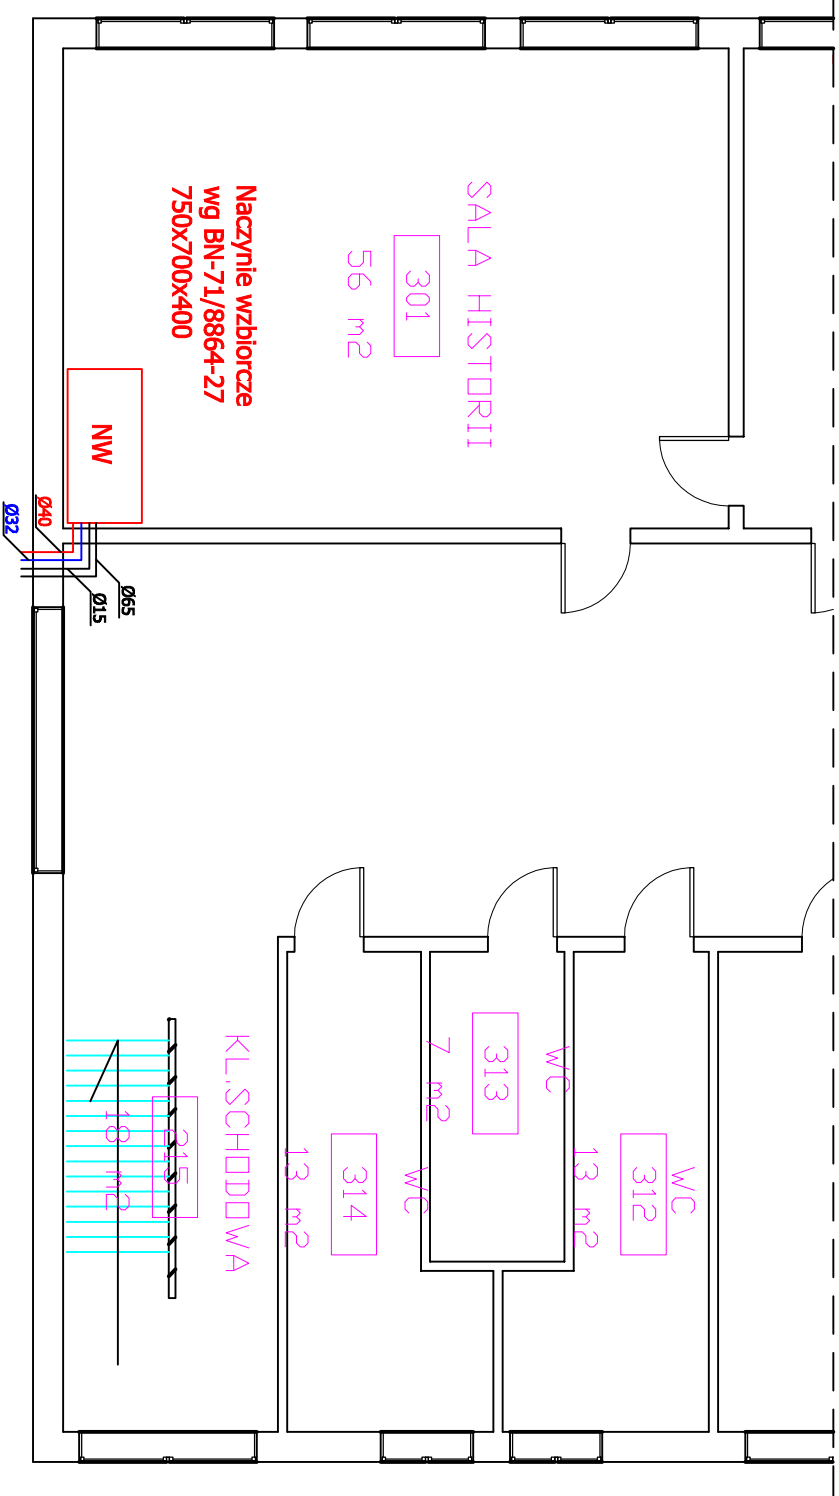 SALA HISTORII
301
56 m2
Naczynie wzbiorcze
wg BN-71/8864-27
750x700x400
NW
Ø40
Ø32
Ø65
Ø15
WC
312
13 m2
WC
313
7 m2
WC
314
13 m2
KL.SCHODOWA
215
18 m2